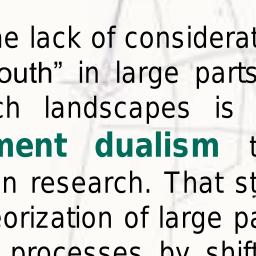 he lack of considerat
outh” in large parts
ch landscapes is
ment dualism t
n research. That st
eorization of large pa
processes by shift